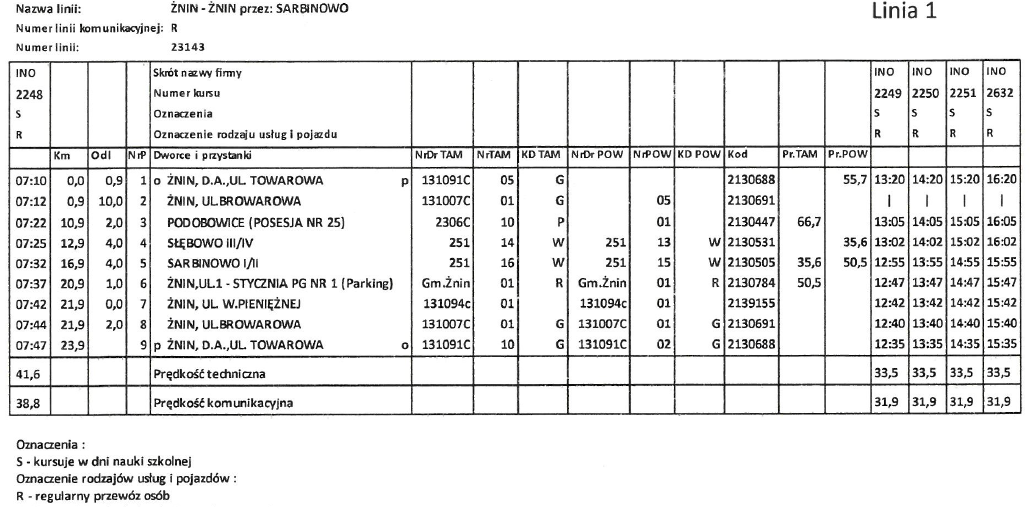 Nazwa linii: ŻNIN - ŻNIN przez: SARBINOWO
Linia 1
Numer linii komunikacyjnej: R
Numer linii: 23143
INO Skrót nazwy firmy INO INO INO INO
2248 Numer kursu 2249 2250 2251 2632
S Oznaczenia S S S S
R Oznaczenie rodzaju usług i pojazdu R R R R
Km Odl NrP Dworce i przystanki NrDr TAM NrTAM KD TAM NrDr POW NrPOW KD POW Kod Pr.TAM Pr.POW
07:10 0,0 0,9 1 o ŻNIN, D.A.,UL. TOWAROWA p 131091C 05 G 2130688 55,7 13:20 14:20 15:20 16:20
07:12 0,9 10,0 2 ŻNIN, UL.BROWAROWA 131007C 01 G 05 2130691 | | | |
07:22 10,9 2,0 3 PODOBOWICE (POSESJA NR 25) 2306C 10 P 01 2130447 66,7 13:05 14:05 15:05 16:05
07:25 12,9 4,0 4 SŁĘBOWO III/IV 251 14 W 251 13 W 2130531 35,6 13:02 14:02 15:02 16:02
07:32 16,9 4,0 5 SARBINOWO I/II 251 16 W 251 15 W 2130505 35,6 50,5 12:55 13:55 14:55 15:55
07:37 20,9 1,0 6 ŻNIN,UL.1 - STYCZNIA PG NR 1 (Parking) Gm.Żnin 01 R Gm.Żnin 01 R 2130784 50,5 12:47 13:47 14:47 15:47
07:42 21,9 0,0 7 ŻNIN, UL. W.PIENIĘŻNEJ 131094c 01 131094c 01 2139155 12:42 13:42 14:42 15:42
07:44 21,9 2,0 8 ŻNIN, UL.BROWAROWA 131007C 01 G 131007C 01 G 2130691 12:40 13:40 14:40 15:40
07:47 23,9 9 p ŻNIN, D.A.,UL. TOWAROWA o 131091C 10 G 131091C 02 G 2130688 12:35 13:35 14:35 15:35
41,6 Prędkość techniczna 33,5 33,5 33,5 33,5
38,8 Prędkość komunikacyjna 31,9 31,9 31,9 31,9
Oznaczenia :
S - kursuje w dni nauki szkolnej
Oznaczenie rodzajów usług i pojazdów :
R - regularny przewóz osób